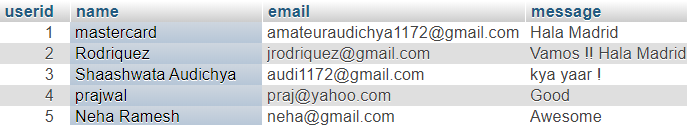 userid name email message
1 mastercard amateuraudichya1172@gmail.com Hala Madrid
2 Rodriquez jrodriquez@gmail.com Vamos !! Hala Madrid
3 Shaashwata Audichya audi1172@gmail.com kya yaar !
4 prajwal praj@yahoo.com Good
5 Neha Ramesh neha@gmail.com Awesome